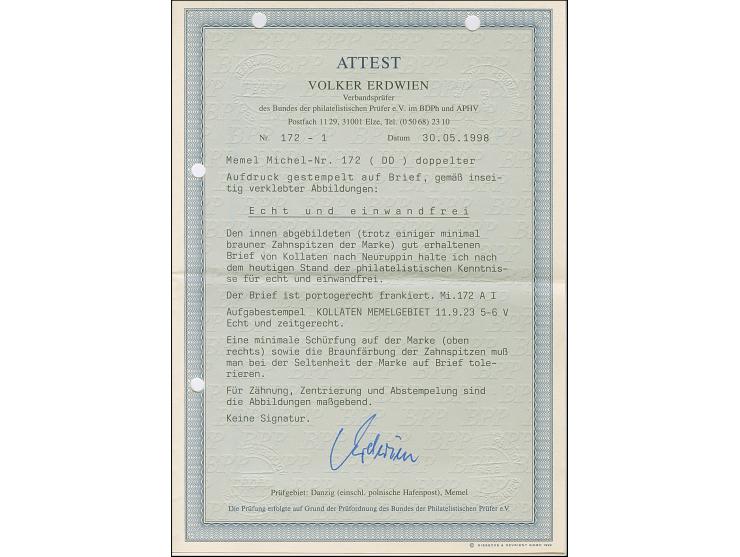 ATTEST
VOLKER ERDWIEN
Verbandsprüfer
des Bundes der philatelistischen Prüfer e.V. im BDPh und APHV
Postfach 11 29, 31001 Elze, Tel. (0 50 68) 23 10
Nr. 172 - 1 Datum 30.05.1998
Memel Michel-Nr. 172 ( DD ) doppelter
Aufdruck gestempelt auf Brief, gemäß insei-
tig verklebter Abbildungen:
Echt und einwandfrei
Den innen abgebildeten (trotz einiger minimal
brauner Zahnspitzen der Marke) gut erhaltenen
Brief von Kollaten nach Neuruppin halte ich nach
dem heutigen Stand der philatelistischen Kenntnis-
se für echt und einwandfrei.
Der Brief ist portogerecht frankiert. Mi.172 A I
Aufgabestempel KOLLATEN MEMELGEBIET 11.9.23 5-6 V
Echt und zeitgerecht.
Eine minimale Schürfung auf der Marke (oben
rechts) sowie die Braunfärbung der Zahnspitzen muß
man bei der Seltenheit der Marke auf Brief tole-
rieren.
Für Zähnung, Zentrierung und Abstempelung sind
die Abbildungen maßgebend.
Keine Signatur.
Erdwien
Prüfgebiet: Danzig (einschl. polnische Hafenpost), Memel
Die Prüfung erfolgte auf Grund der Prüfordnung des Bundes der Philatelistischen Prüfer e.V.